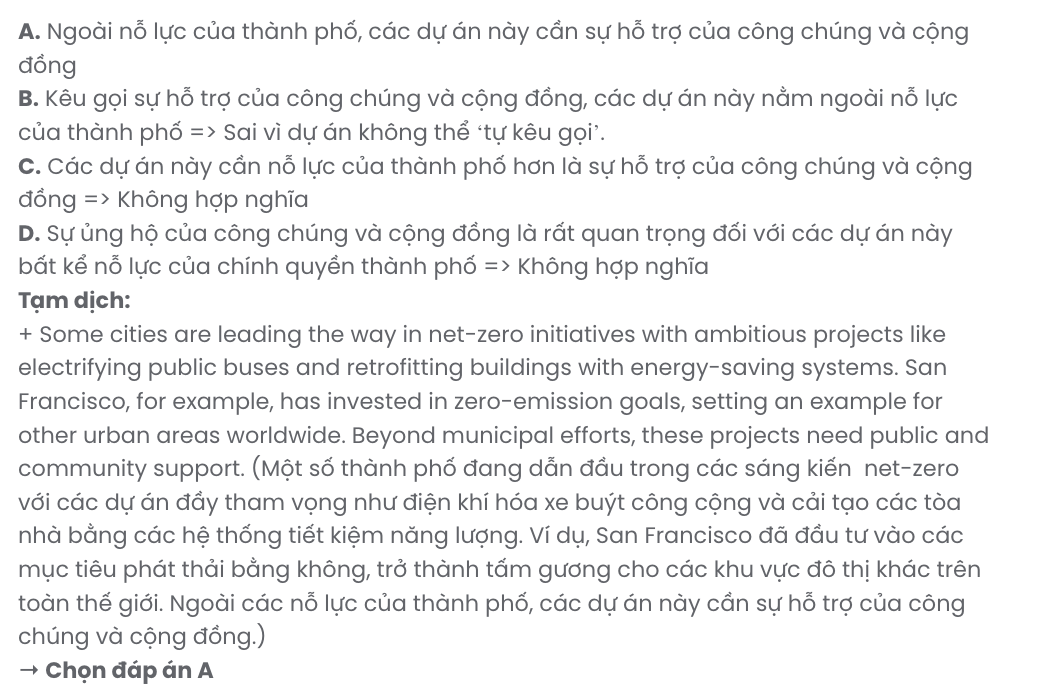 A. Ngoài nỗ lực của thành phố, các dự án này cần sự hỗ trợ của công chúng và cộng
đồng
B. Kêu gọi sự hỗ trợ của công chúng và cộng đồng, các dự án này nằm ngoài nỗ lực
của thành phố => Sai vì dự án không thể ‘tự kêu gọi’.
C. Các dự án này cần nỗ lực của thành phố hơn là sự hỗ trợ của công chúng và cộng
đồng => Không hợp nghĩa
D. Sự ủng hộ của công chúng và cộng đồng là rất quan trọng đối với các dự án này
bất kể nỗ lực của chính quyền thành phố => Không hợp nghĩa
Tạm dịch:
+ Some cities are leading the way in net-zero initiatives with ambitious projects like
electrifying public buses and retrofitting buildings with energy-saving systems. San
Francisco, for example, has invested in zero-emission goals, setting an example for
other urban areas worldwide. Beyond municipal efforts, these projects need public and
community support. (Một số thành phố đang dẫn đầu trong các sáng kiến  net-zero
với các dự án đầy tham vọng như điện khí hóa xe buýt công cộng và cải tạo các tòa
nhà bằng các hệ thống tiết kiệm năng lượng. Ví dụ, San Francisco đã đầu tư vào các
mục tiêu phát thải bằng không, trở thành tấm gương cho các khu vực đô thị khác trên
toàn thế giới. Ngoài các nỗ lực của thành phố, các dự án này cần sự hỗ trợ của công
chúng và cộng đồng.)
→ Chọn đáp án A